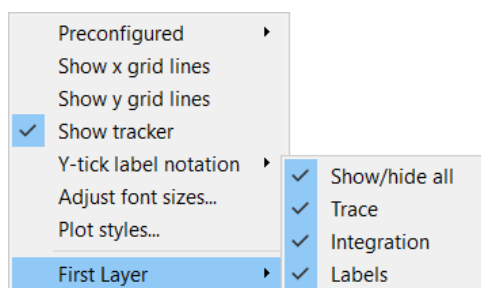 Preconfigured
Show x grid lines
Show y grid lines
Show tracker
Y-tick label notation
Adjust font sizes...
Plot styles...
First Layer
Show/hide all
Trace
Integration
Labels